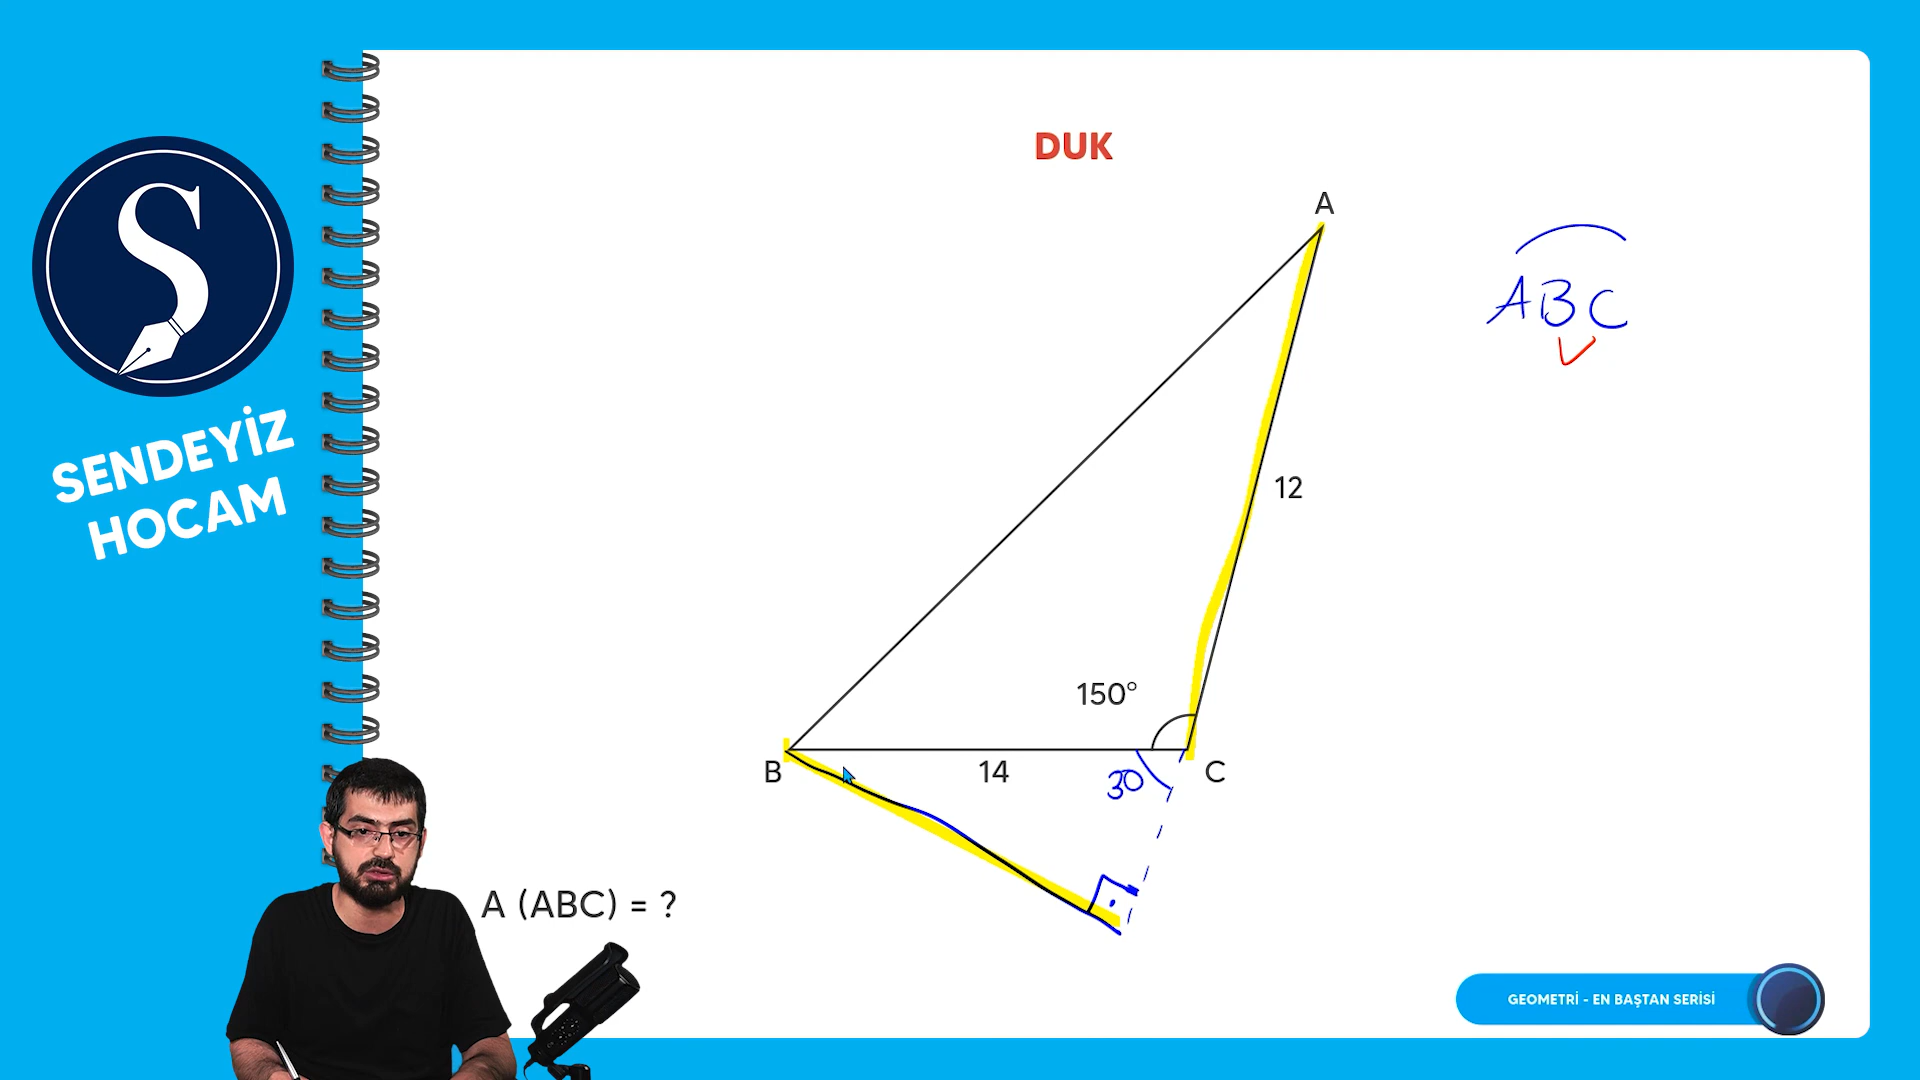 SENDEYİZ
HOCAM
DUK
A
ABC
12
150°
B
14
30
C
A (ABC) = ?
GEOMETRİ - EN BAŞTAN SERİSİ